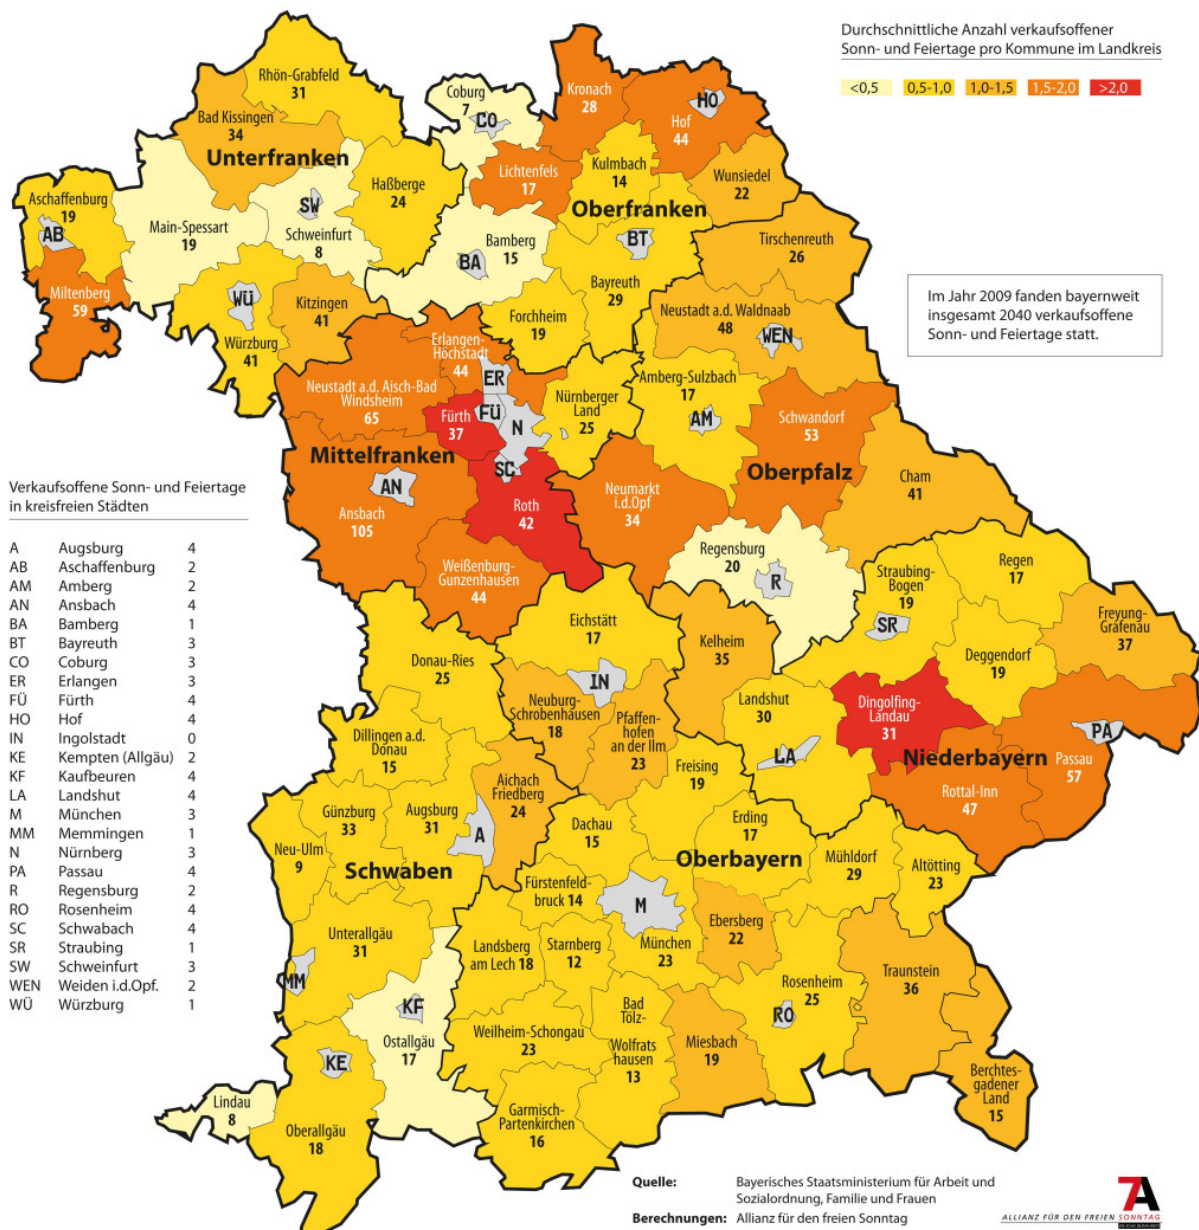 Durchschnittliche Anzahl verkaufsoffener
Sonn- und Feiertage pro Kommune im Landkreis
<0,5 0,5-1,0 1,0-1,5 1,5-2,0 >2,0
Im Jahr 2009 fanden bayernweit
insgesamt 2040 verkaufsoffene
Sonn- und Feiertage statt.
Rhön-Grabfeld
31
Bad Kissingen
34
Unterfranken
Aschaffenburg
19
AB
Main-Spessart
19
SW
Schweinfurt
8
Haßberge
24
Miltenberg
59
WÜ
Würzburg
41
Kitzingen
41
Coburg
7
CO
Kronach
28
HO
Hof
44
Lichtenfels
17
Kulmbach
14
Wunsiedel
22
Oberfranken
Bamberg
15
BA
BT
Bayreuth
29
Forchheim
19
Tirschenreuth
26
Neustadt a.d. Waldnaab
48
WEN
Amberg-Sulzbach
17
AM
Schwandorf
53
Oberpfalz
Cham
41
Neumarkt
i.d.Opf
34
Regensburg
20
R
Erlangen-
Höchstadt
44
ER
Neustadt a.d. Aisch-Bad
Windsheim
65
Fürth
37
FÜ
N
Nürnberger
Land
25
Mittelfranken
SC
AN
Ansbach
105
Roth
42
Weißenburg-
Gunzenhausen
44
Regen
17
Straubing-
Bogen
19
SR
Freyung-
Grafenau
37
Deggendorf
19
Kelheim
35
Landshut
30
LA
Dingolfing-
Landau
31
Niederbayern
PA
Passau
57
Rottal-Inn
47
Eichstätt
17
IN
Neuburg-
Schrobenhausen
18
Pfaffen-
hofen
an der Ilm
23
Freising
19
Erding
17
Dachau
15
Oberbayern
Mühldorf
29
Altötting
23
Fürstenfeld-
bruck 14
M
München
23
Ebersberg
22
Landsberg
am Lech 18
Starnberg
12
Rosenheim
25
RO
Traunstein
36
Bad
Tölz-
Wolfrats
hausen
13
Weilheim-Schongau
23
Miesbach
19
Berchtes-
gadener
Land
15
Garmisch-
Partenkirchen
16
Donau-Ries
25
Dillingen a.d.
Donau
15
Aichach
Friedberg
24
Günzburg
33
Augsburg
31
A
Neu-Ulm
9
Schwaben
Unterallgäu
31
MM
KF
Ostallgäu
17
KE
Lindau
8
Oberallgäu
18
Verkaufsoffene Sonn- und Feiertage
in kreisfreien Städten
A Augsburg 4
AB Aschaffenburg 2
AM Amberg 2
AN Ansbach 4
BA Bamberg 1
BT Bayreuth 3
CO Coburg 3
ER Erlangen 3
FÜ Fürth 4
HO Hof 4
IN Ingolstadt 0
KE Kempten (Allgäu) 2
KF Kaufbeuren 4
LA Landshut 4
M München 3
MM Memmingen 1
N Nürnberg 3
PA Passau 4
R Regensburg 2
RO Rosenheim 4
SC Schwabach 4
SR Straubing 1
SW Schweinfurt 3
WEN Weiden i.d.Opf. 2
WÜ Würzburg 1
Quelle: Bayerisches Staatsministerium für Arbeit und
Sozialordnung, Familie und Frauen
Berechnungen: Allianz für den freien Sonntag
7A
ALLIANZ FÜR DEN FREIEN SONNTAG